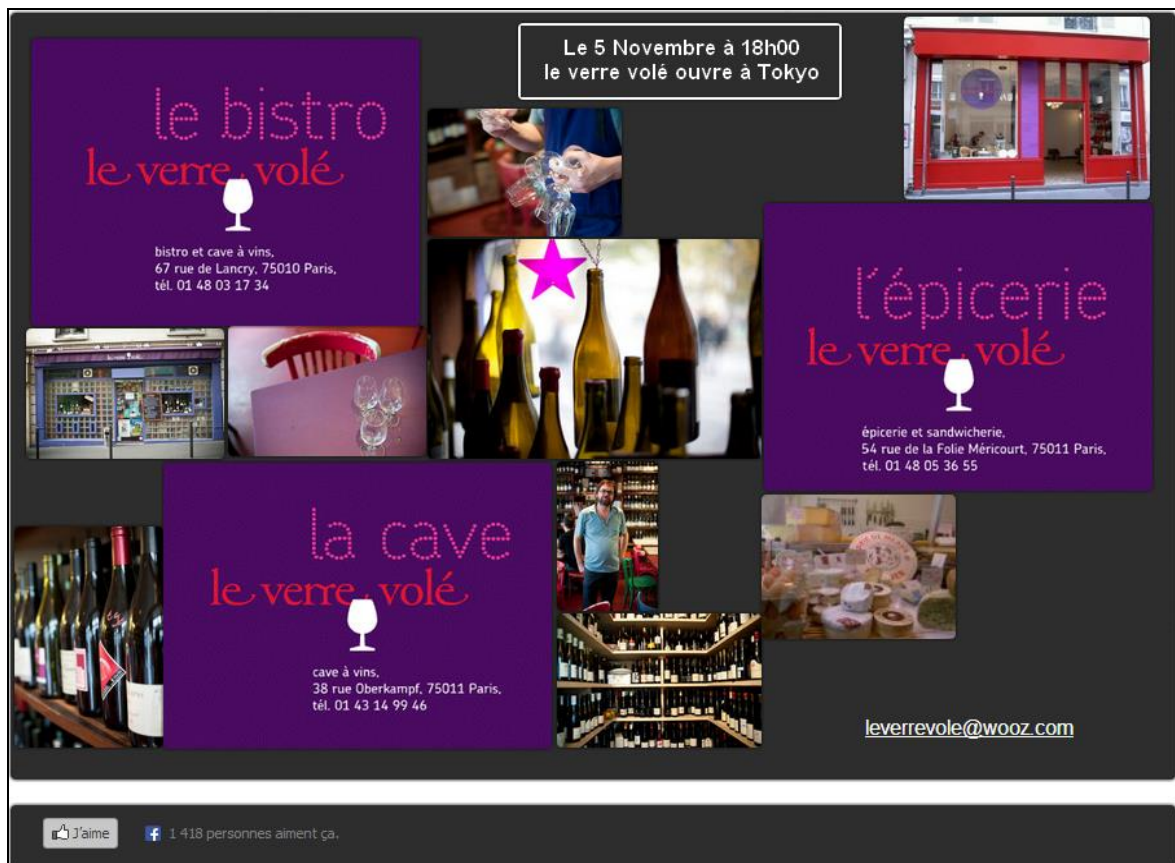 Le 5 Novembre à 18h00
le verre volé ouvre à Tokyo
le bistro
le verre volé
bistro et cave à vins,
67 rue de Lancry, 75010 Paris,
tél. 01 48 03 17 34
l'épicerie
le verre volé
épicerie et sandwicherie,
54 rue de la Folie Méricourt, 75011 Paris,
tél. 01 48 05 36 55
la cave
le verre volé
cave à vins,
38 rue Oberkampf, 75011 Paris,
tél. 01 43 14 99 46
leverrevole@wooz.com
J'aime
1 418 personnes aiment ça.